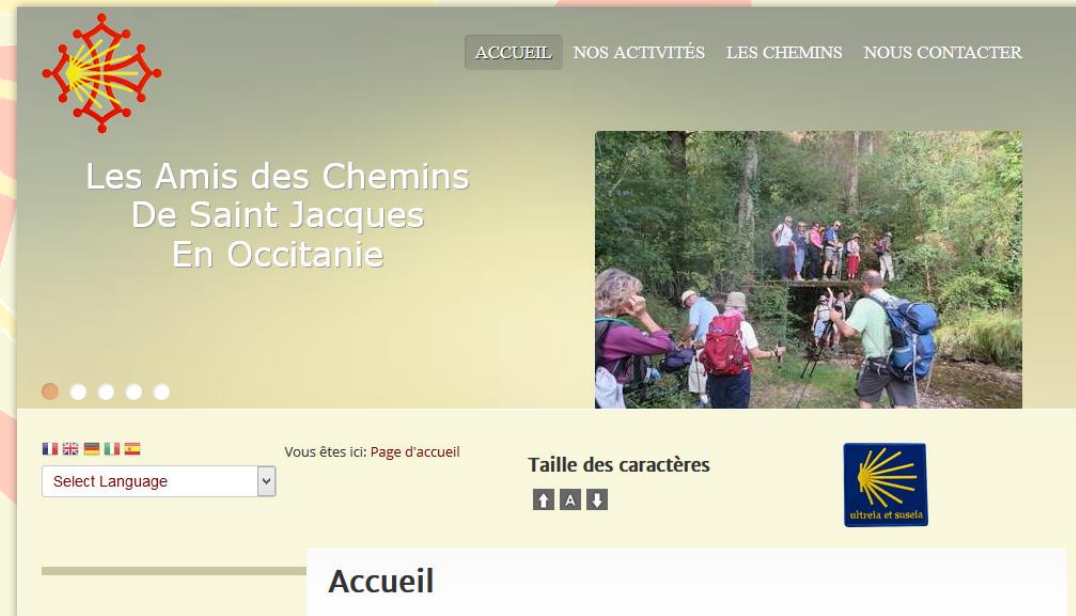 ACCUEIL NOS ACTIVITÉS LES CHEMINS NOUS CONTACTER
Les Amis des Chemins
De Saint Jacques
En Occitanie
Vous êtes ici: Page d'accueil
Select Language
Taille des caractères
A
ultreia et suseia
Accueil